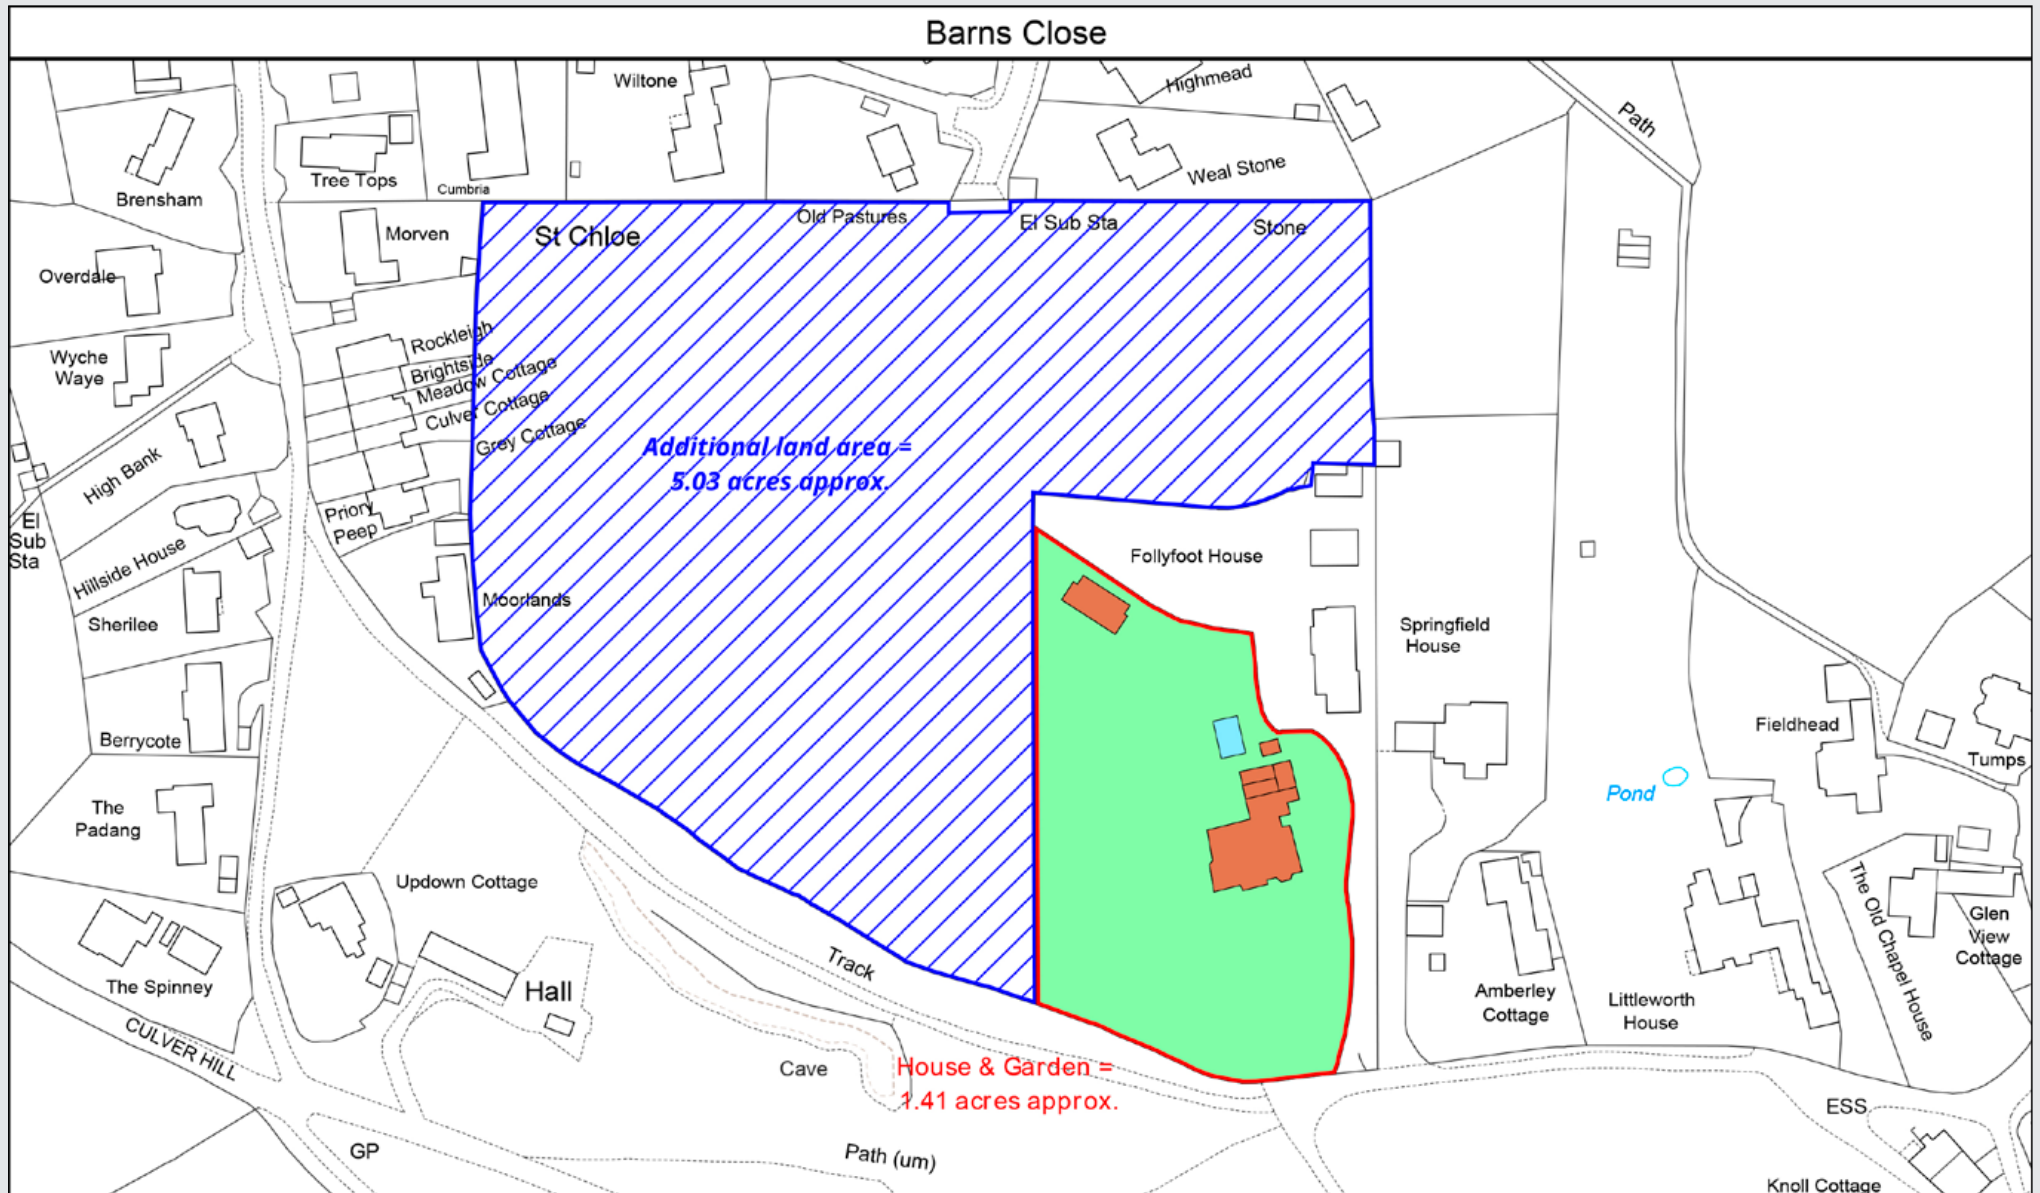 Barns Close
Wiltone
Highmead
Path
Tree Tops
Cumbria
Weal Stone
Brensham
Morven
St Chloe
Old Pastures
El Sub Sta
Stone
Overdale
Rockleigh
Brightside
Meadow Cottage
Culver Cottage
Grey Cottage
Wyche
Waye
High Bank
Additional land area =
5.03 acres approx.
Priory
Peep
El
Sub
Sta
Hillside House
Follyfoot House
Moorlands
Sherilee
Springfield
House
Berrycote
Fieldhead
Tumps
Pond
The
Padang
Updown Cottage
The Old Chapel House
Glen
View
Cottage
Track
The Spinney
Hall
Amberley
Cottage
Littleworth
House
CULVER HILL
Cave
House & Garden =
1.41 acres approx.
ESS
GP
Path (um)
Knoll Cottage